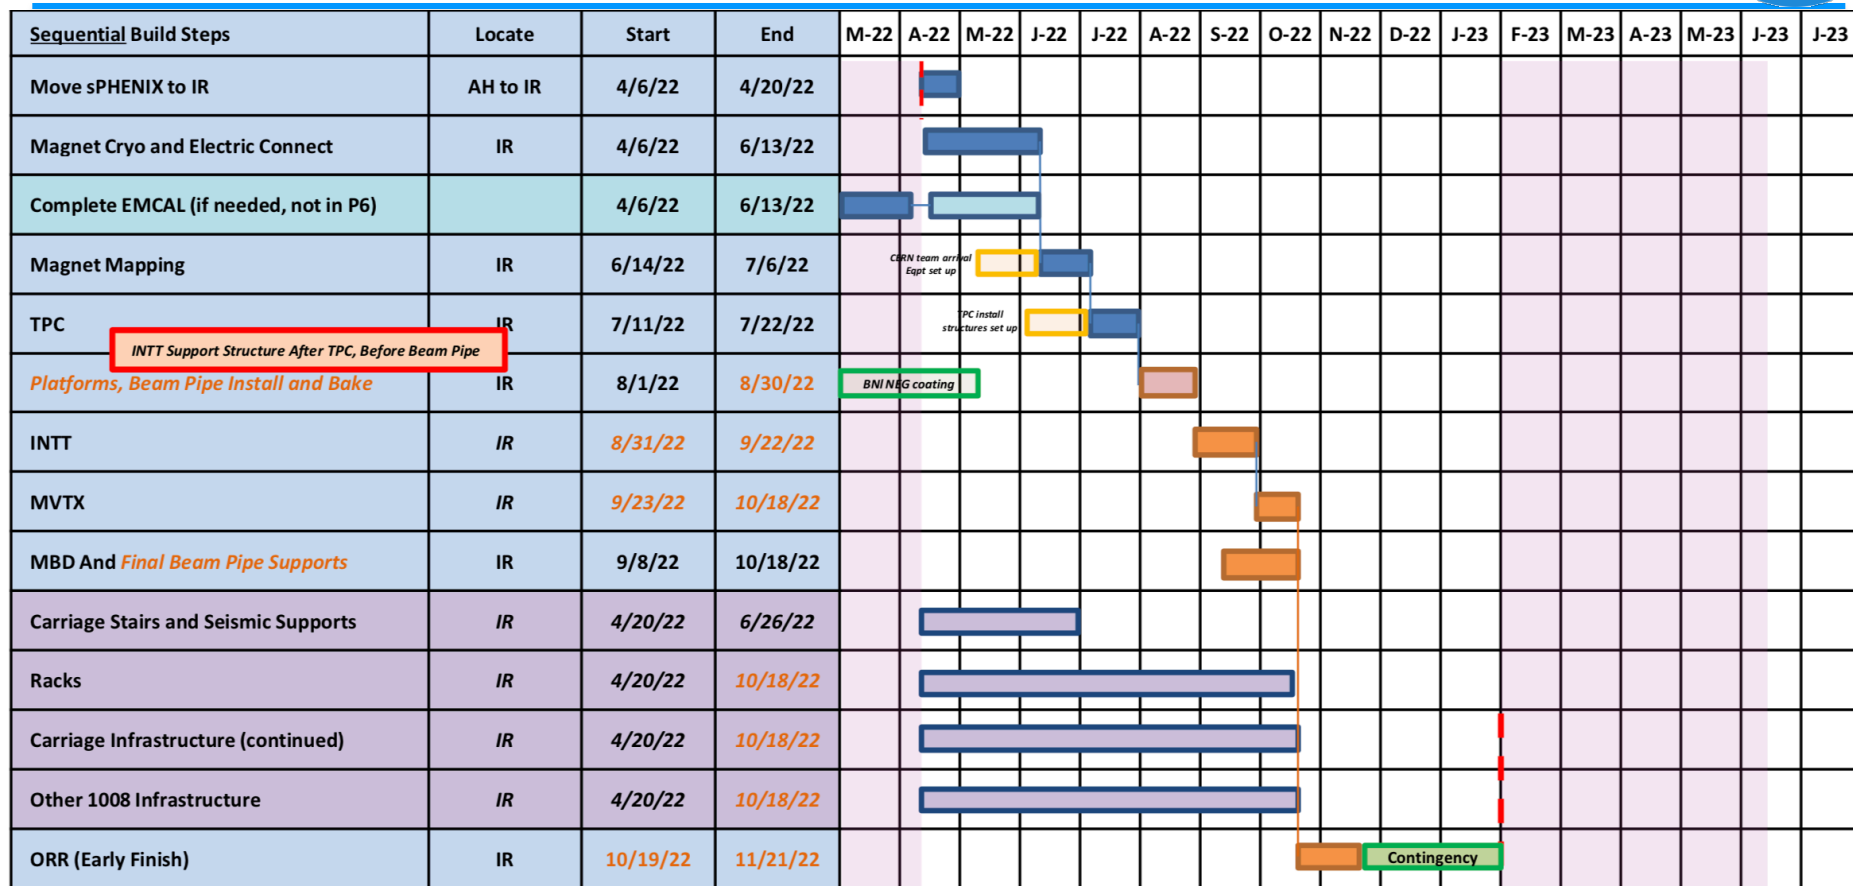 Sequential Build Steps Locate Start End M-22 A-22 M-22 J-22 J-22 A-22 S-22 O-22 N-22 D-22 J-23 F-23 M-23 A-23 M-23 J-23 J-23
Move sPHENIX to IR AH to IR 4/6/22 4/20/22
Magnet Cryo and Electric Connect IR 4/6/22 6/13/22
Complete EMCAL (if needed, not in P6) 4/6/22 6/13/22
Magnet Mapping IR 6/14/22 7/6/22 CERN team arrival
Eqpt set up
TPC IR 7/11/22 7/22/22 TPC install
structures set up
INTT Support Structure After TPC, Before Beam Pipe
Platforms, Beam Pipe Install and Bake IR 8/1/22 8/30/22 BNl NEG coating
INTT IR 8/31/22 9/22/22
MVTX IR 9/23/22 10/18/22
MBD And Final Beam Pipe Supports IR 9/8/22 10/18/22
Carriage Stairs and Seismic Supports IR 4/20/22 6/26/22
Racks IR 4/20/22 10/18/22
Carriage Infrastructure (continued) IR 4/20/22 10/18/22
Other 1008 Infrastructure IR 4/20/22 10/18/22
ORR (Early Finish) IR 10/19/22 11/21/22 Contingency